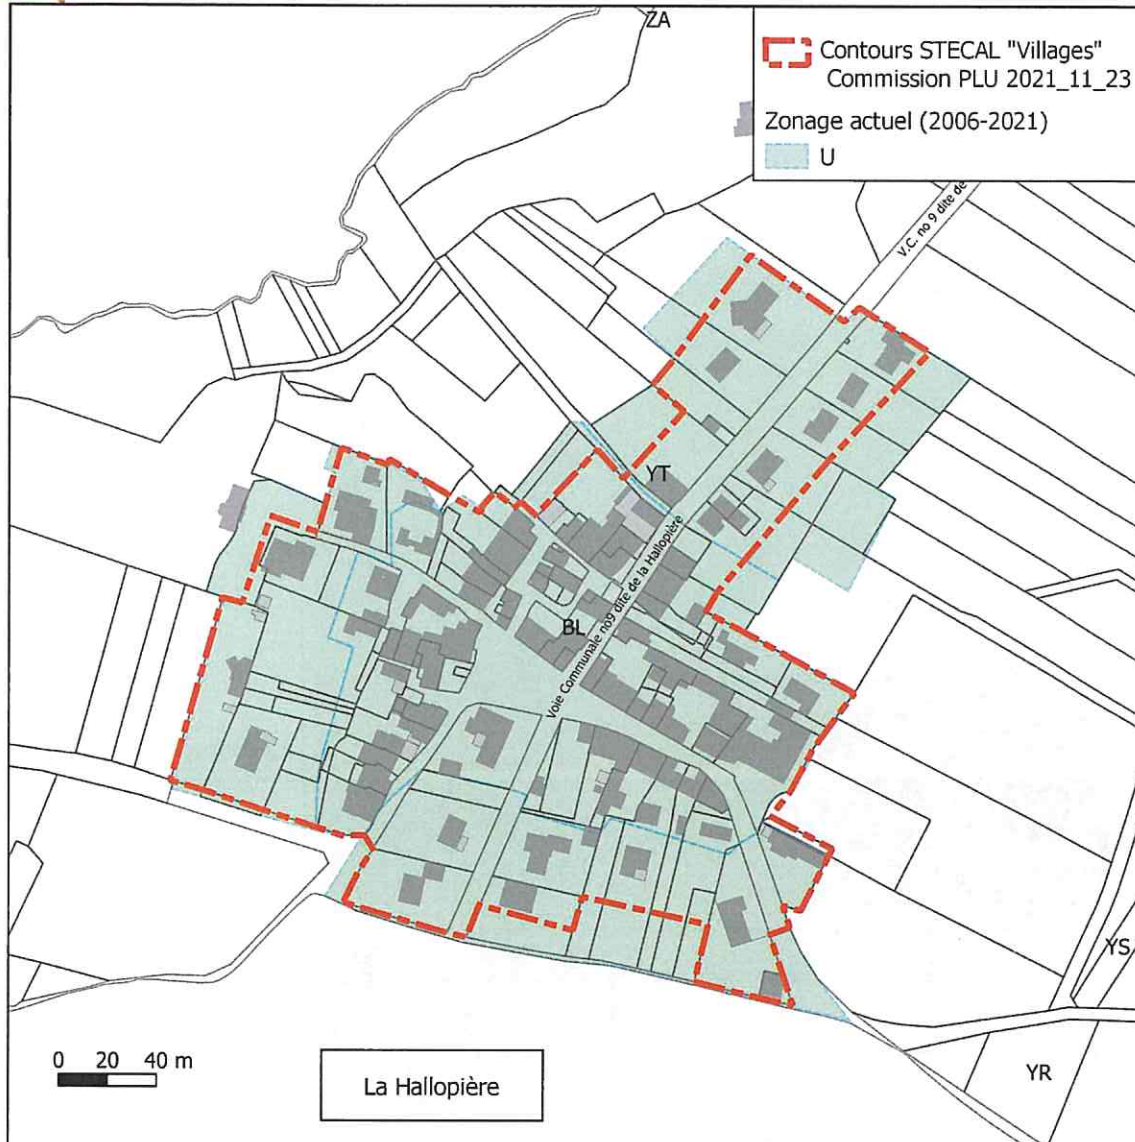 ZA
Contours STECAL "Villages"
Commission PLU 2021_11_23
Zonage actuel (2006-2021)
U
V.C. no 9 dite de
YT
Voie Communale no9 dite de la Hallopière
BL
YS
YR
0 20 40 m
La Hallopière